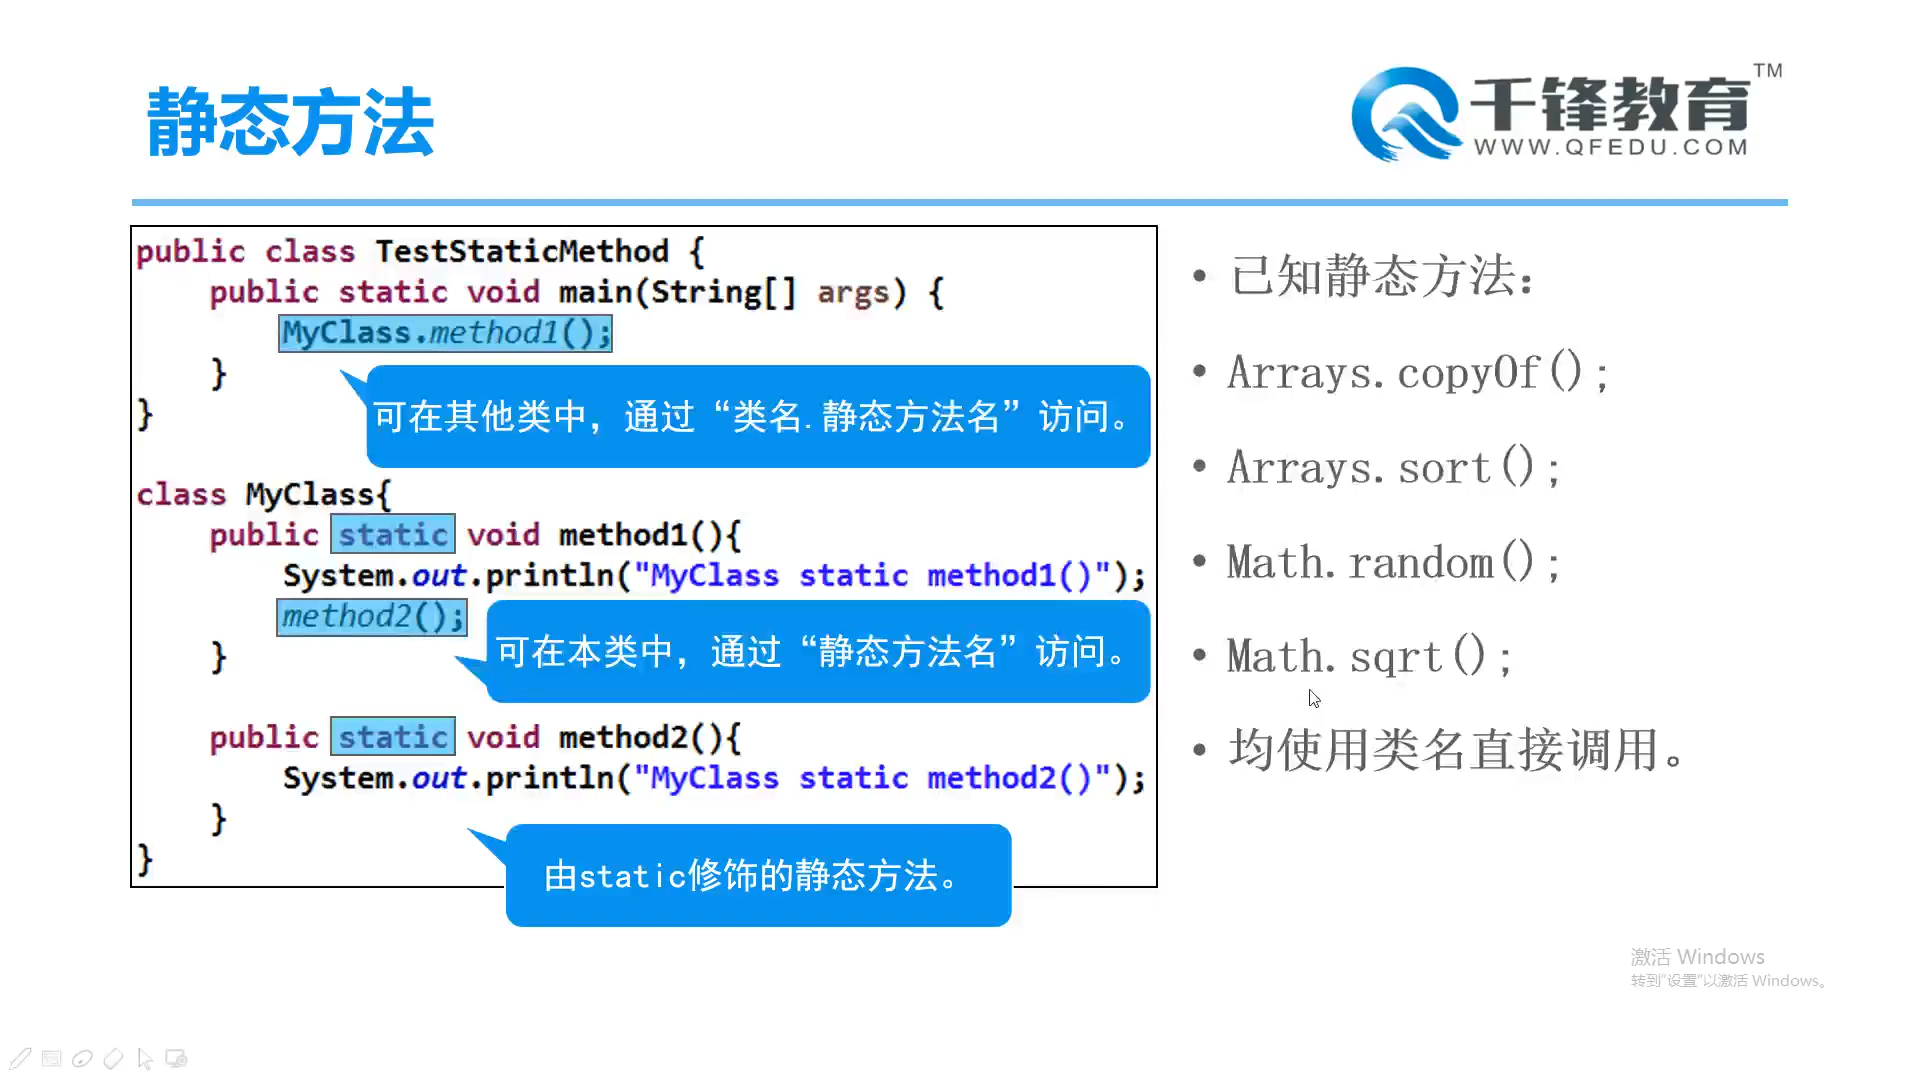 静态方法
千锋教育 TM
WWW.QFEDU.COM
public class TestStaticMethod {
    public static void main(String[] args) {
        MyClass.method1();
    }
}
可在其他类中，通过“类名.静态方法名”访问。
class MyClass{
    public static void method1(){
        System.out.println("MyClass static method1()");
        method2();
    }
可在本类中，通过“静态方法名”访问。
    public static void method2(){
        System.out.println("MyClass static method2()");
    }
}
由static修饰的静态方法。
• 已知静态方法：
• Arrays.copyOf();
• Arrays.sort();
• Math.random();
• Math.sqrt();
• 均使用类名直接调用。
激活 Windows
转到"设置"以激活 Windows。